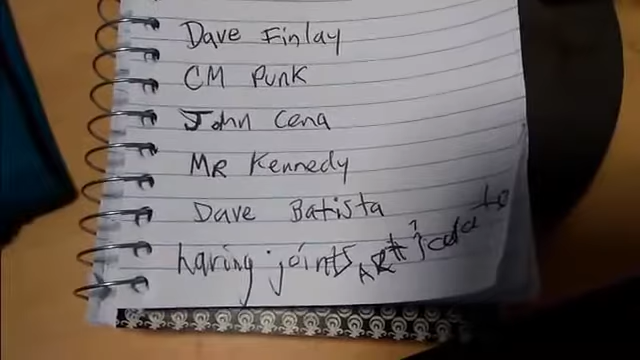 Dave Finlay
CM PUNK
John Cena
MR Kennedy
Dave Batista
having joints